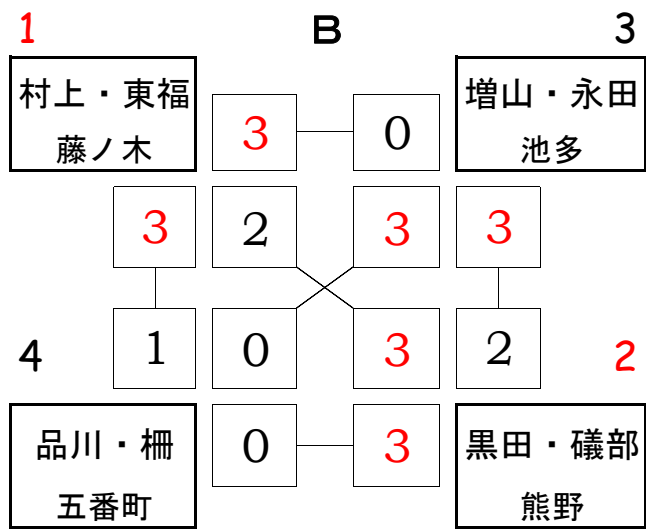 1 B 3
村上・東福
藤ノ木
3 0
増山・永田
池多
3 2 3 3
1 0 3 2
4 2
品川・柵
五番町
0 3
黒田・礒部
熊野